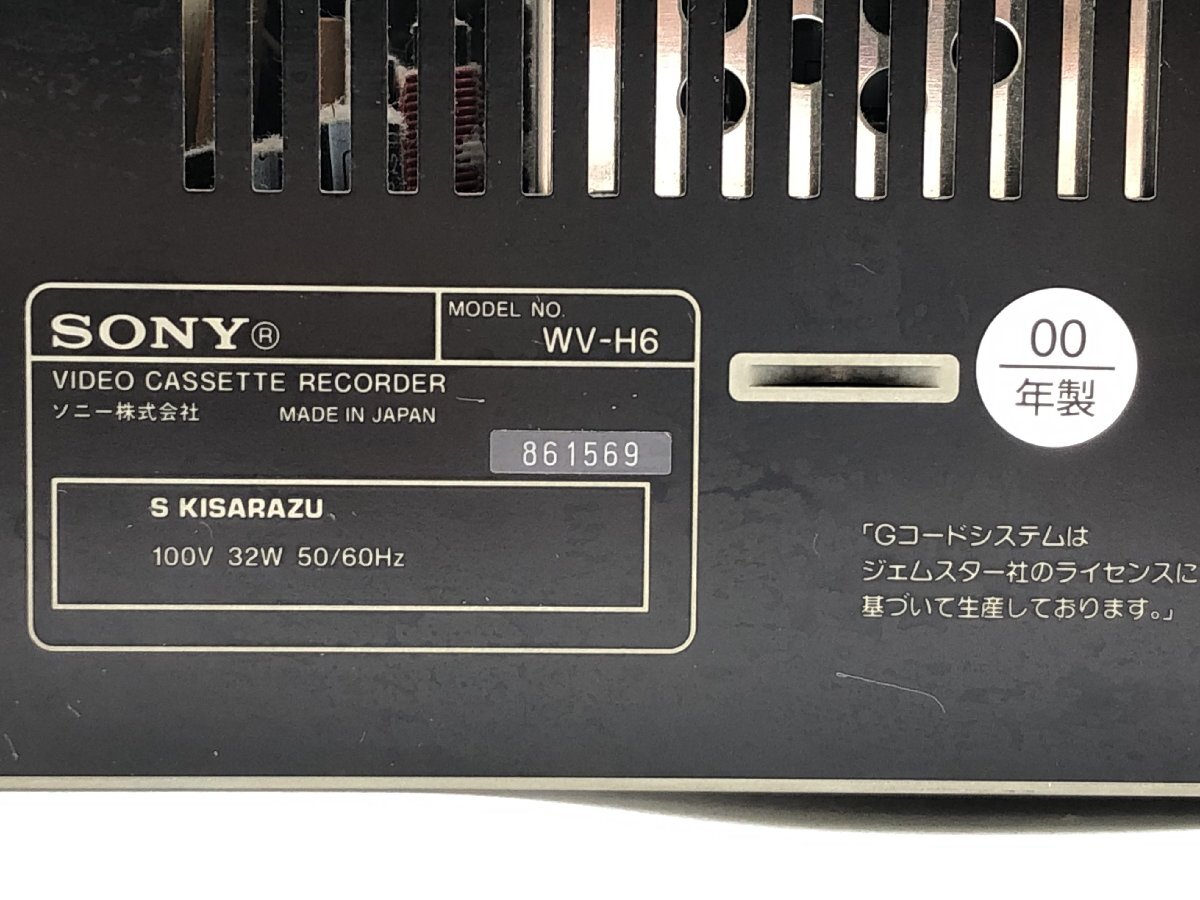 SONY®
MODEL NO.
WV-H6
VIDEO CASSETTE RECORDER
ソニー株式会社 MADE IN JAPAN
861569
S KISARAZU
100V 32W 50/60Hz
00
年製
「Gコードシステムは
ジェムスター社のライセンスに
基づいて生産しております。」